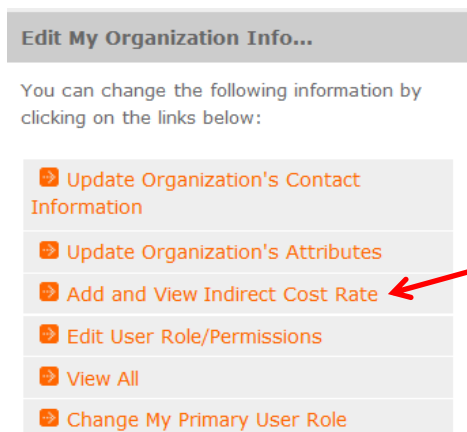 Edit My Organization Info...
You can change the following information by
clicking on the links below:
Update Organization's Contact
Information
Update Organization's Attributes
Add and View Indirect Cost Rate
Edit User Role/Permissions
View All
Change My Primary User Role